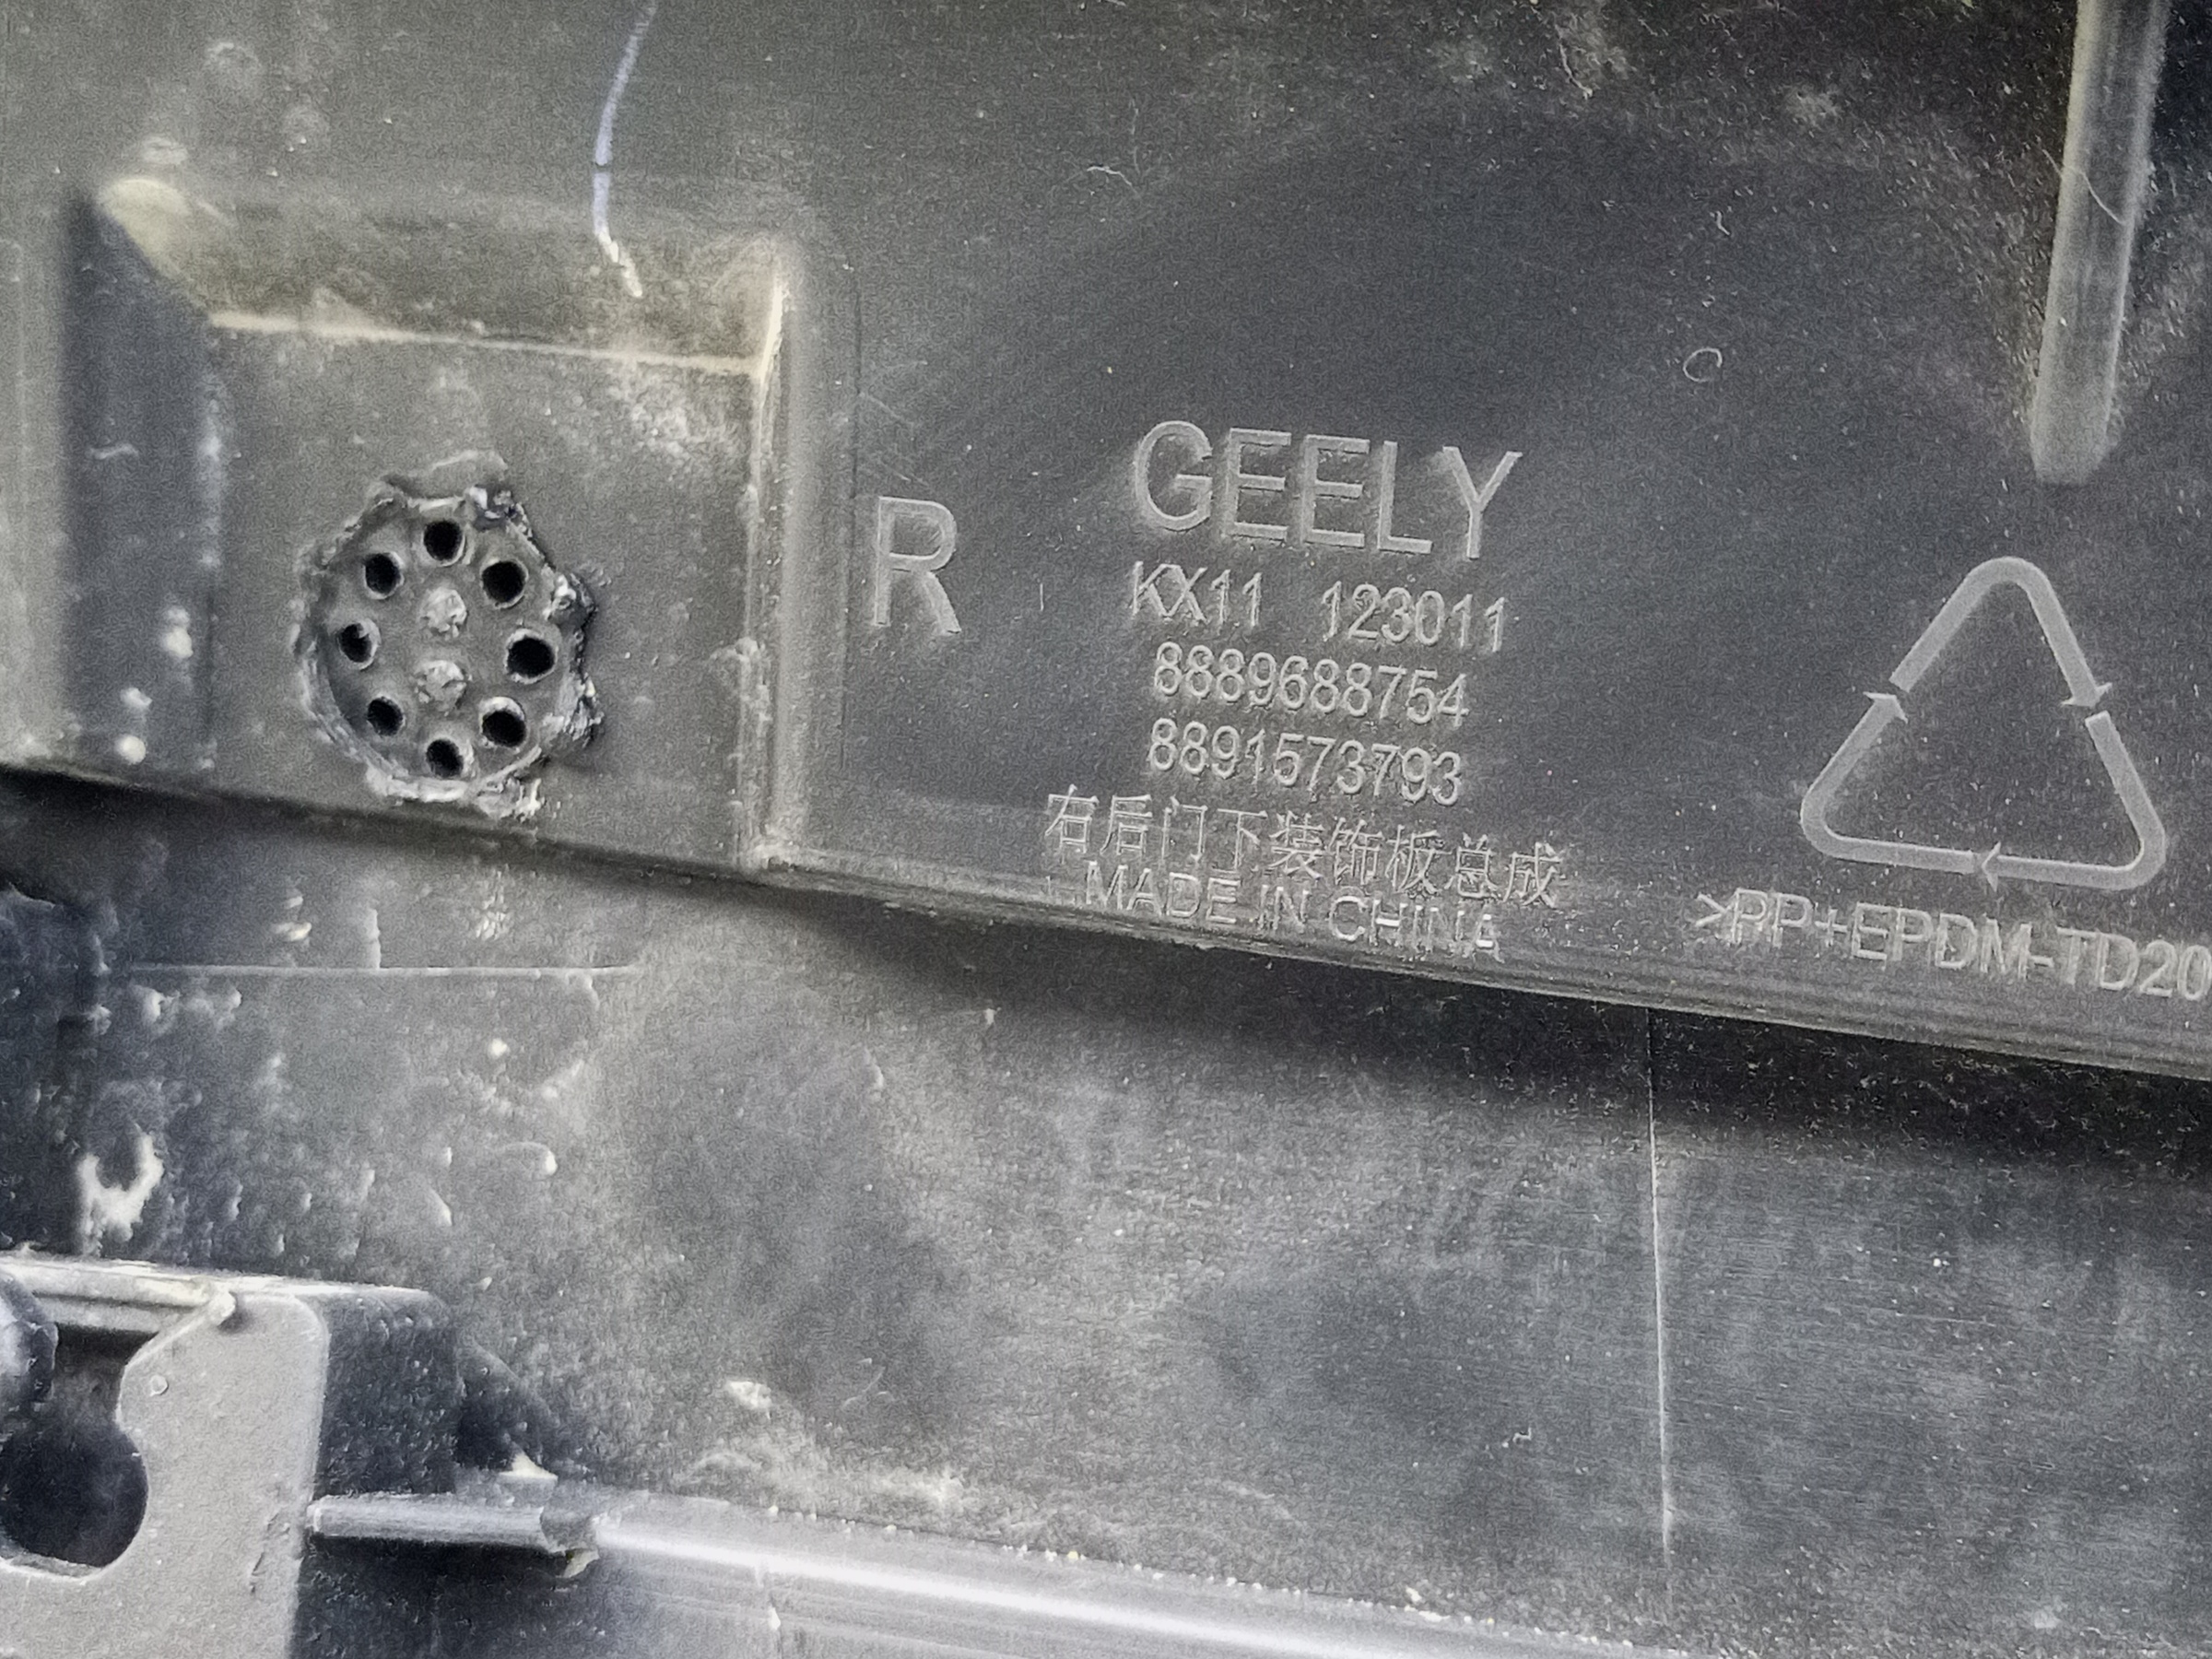 R
GEELY
KX11 123011
8889688754
8891573793
右后门下装饰板总成
MADE IN CHINA
>PP+EPDM-TD20